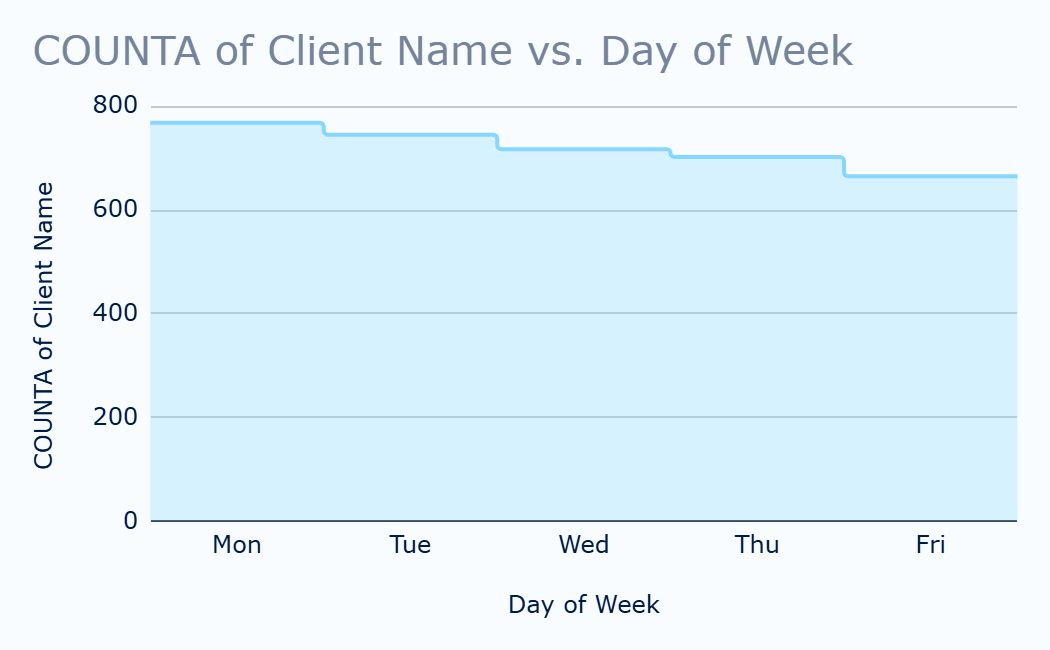 COUNTA of Client Name vs. Day of Week
COUNTA of Client Name
800
600
400
200
0
Mon Tue Wed Thu Fri
Day of Week